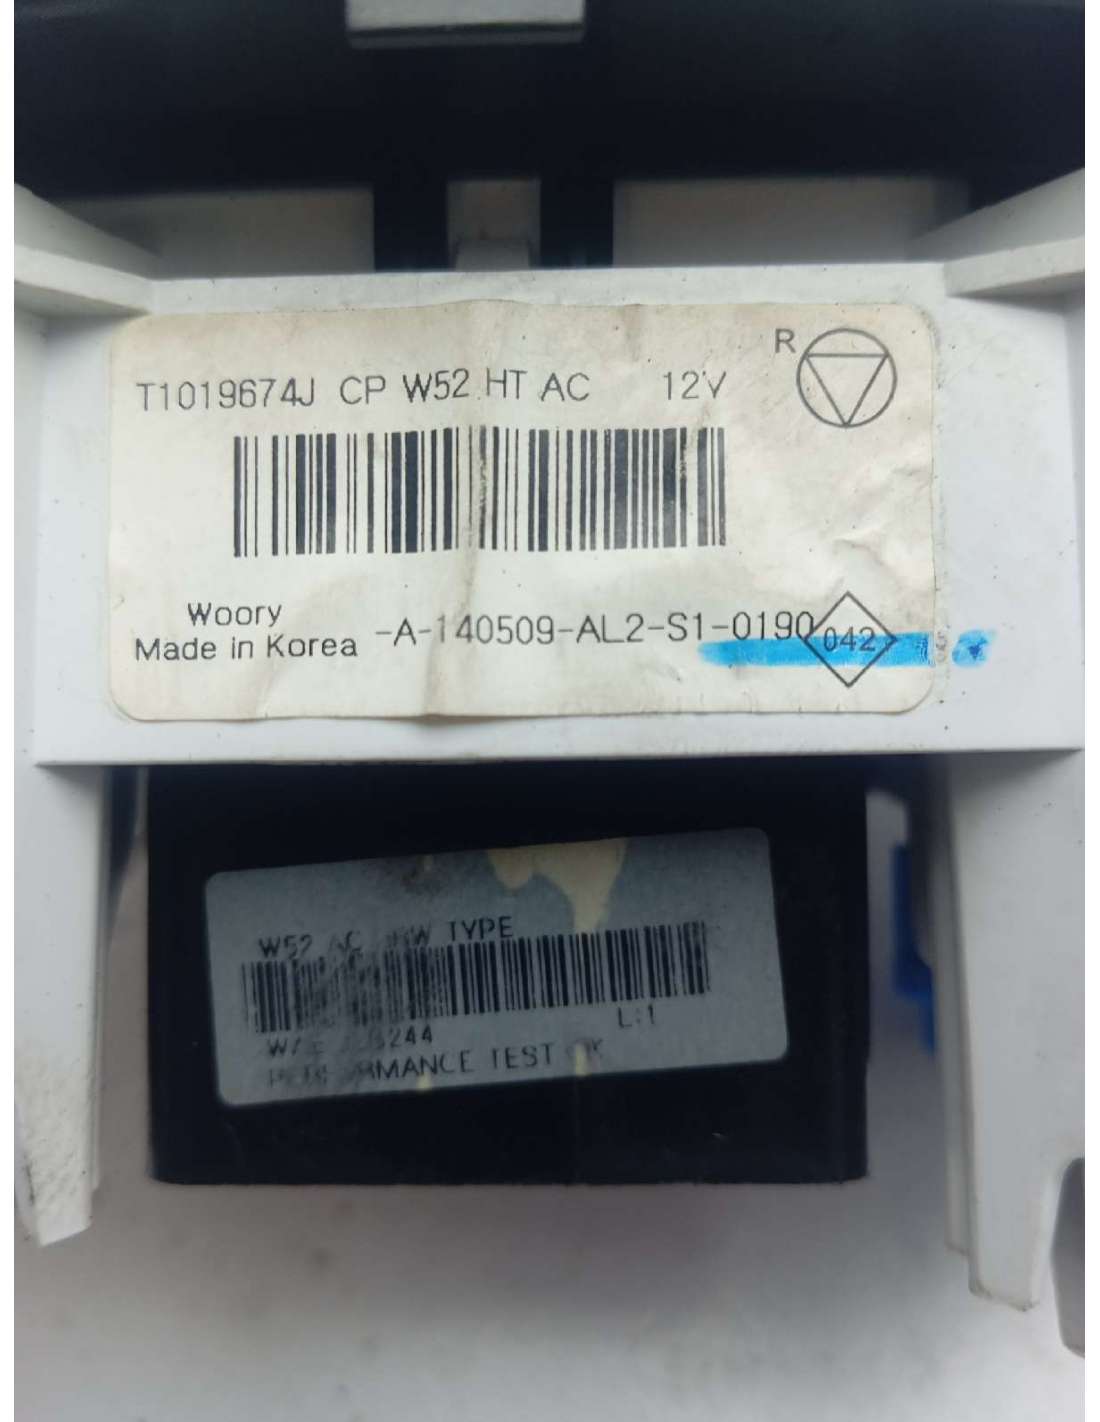 R
T1019674J CP W52 HT AC 12V
Woory
Made in Korea
-A-140509-AL2-S1-0190
042
W52 AC TYPE
L:1
TEST